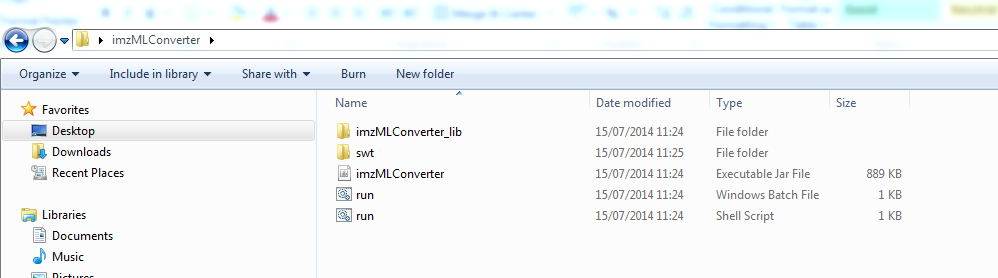 imzMLConverter
Organize Include in library Share with Burn New folder
Name Date modified Type Size
Favorites
Desktop
Downloads
Recent Places
Libraries
Documents
Music
Pictures
imzMLConverter_lib 15/07/2014 11:24 File folder
swt 15/07/2014 11:25 File folder
imzMLConverter 15/07/2014 11:24 Executable Jar File 889 KB
run 15/07/2014 11:24 Windows Batch File 1 KB
run 15/07/2014 11:24 Shell Script 1 KB